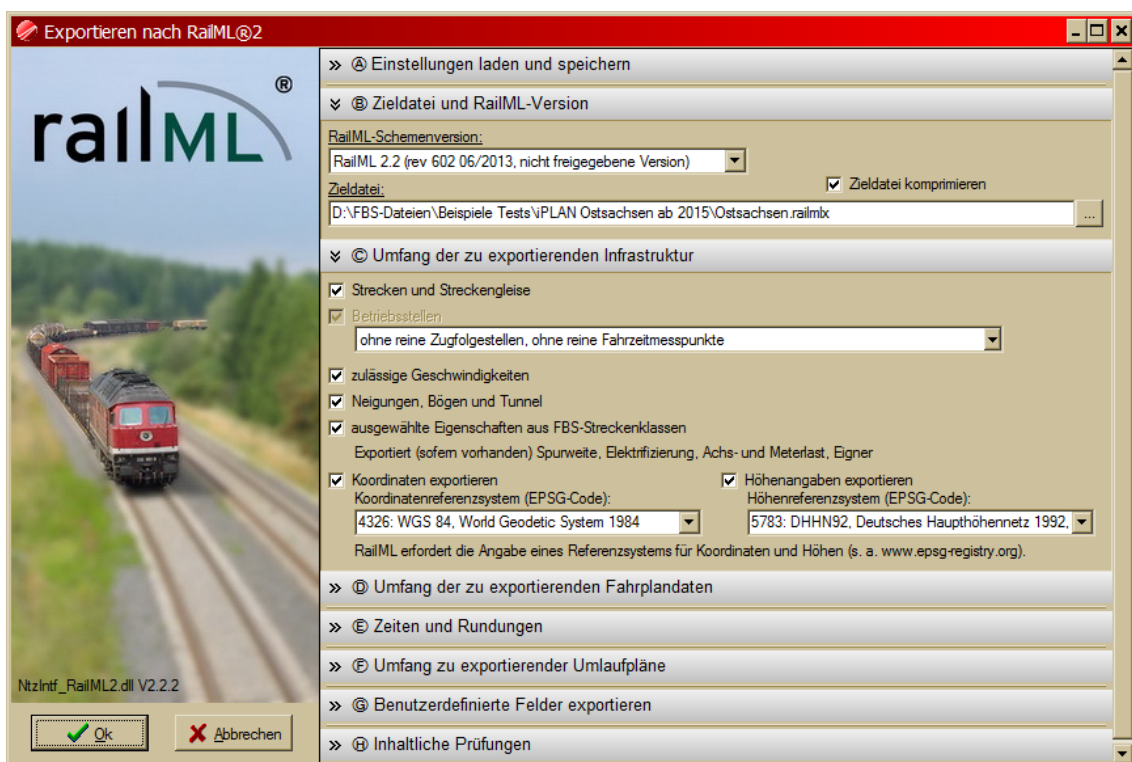 Exportieren nach RailML®2
railML®
NtzIntf_RailML2.dll V2.2.2
Ok
Abbrechen
» Ⓐ Einstellungen laden und speichern
Ⓑ Zieldatei und RailML-Version
RailML-Schemenversion:
RailML 2.2 (rev 602 06/2013, nicht freigegebene Version)
Zieldatei komprimieren
Zieldatei:
D:\FBS-Dateien\Beispiele Tests\iPLAN Ostsachsen ab 2015\Ostsachsen.railmlx
...
Ⓒ Umfang der zu exportierenden Infrastruktur
Strecken und Streckengleise
Betriebsstellen
ohne reine Zugfolgestellen, ohne reine Fahrzeitmesspunkte
zulässige Geschwindigkeiten
Neigungen, Bögen und Tunnel
ausgewählte Eigenschaften aus FBS-Streckenklassen
Exportiert (sofern vorhanden) Spurweite, Elektrifizierung, Achs- und Meterlast, Eigner
Koordinaten exportieren
Koordinatenreferenzsystem (EPSG-Code):
4326: WGS 84, World Geodetic System 1984
Höhenangaben exportieren
Höhenreferenzsystem (EPSG-Code):
5783: DHHN92, Deutsches Haupthöhennetz 1992,
RailML erfordert die Angabe eines Referenzsystems für Koordinaten und Höhen (s. a. www.epsg-registry.org).
» Ⓓ Umfang der zu exportierenden Fahrplandaten
» Ⓔ Zeiten und Rundungen
» Ⓕ Umfang zu exportierender Umlaufpläne
» Ⓖ Benutzerdefinierte Felder exportieren
» Ⓗ Inhaltliche Prüfungen